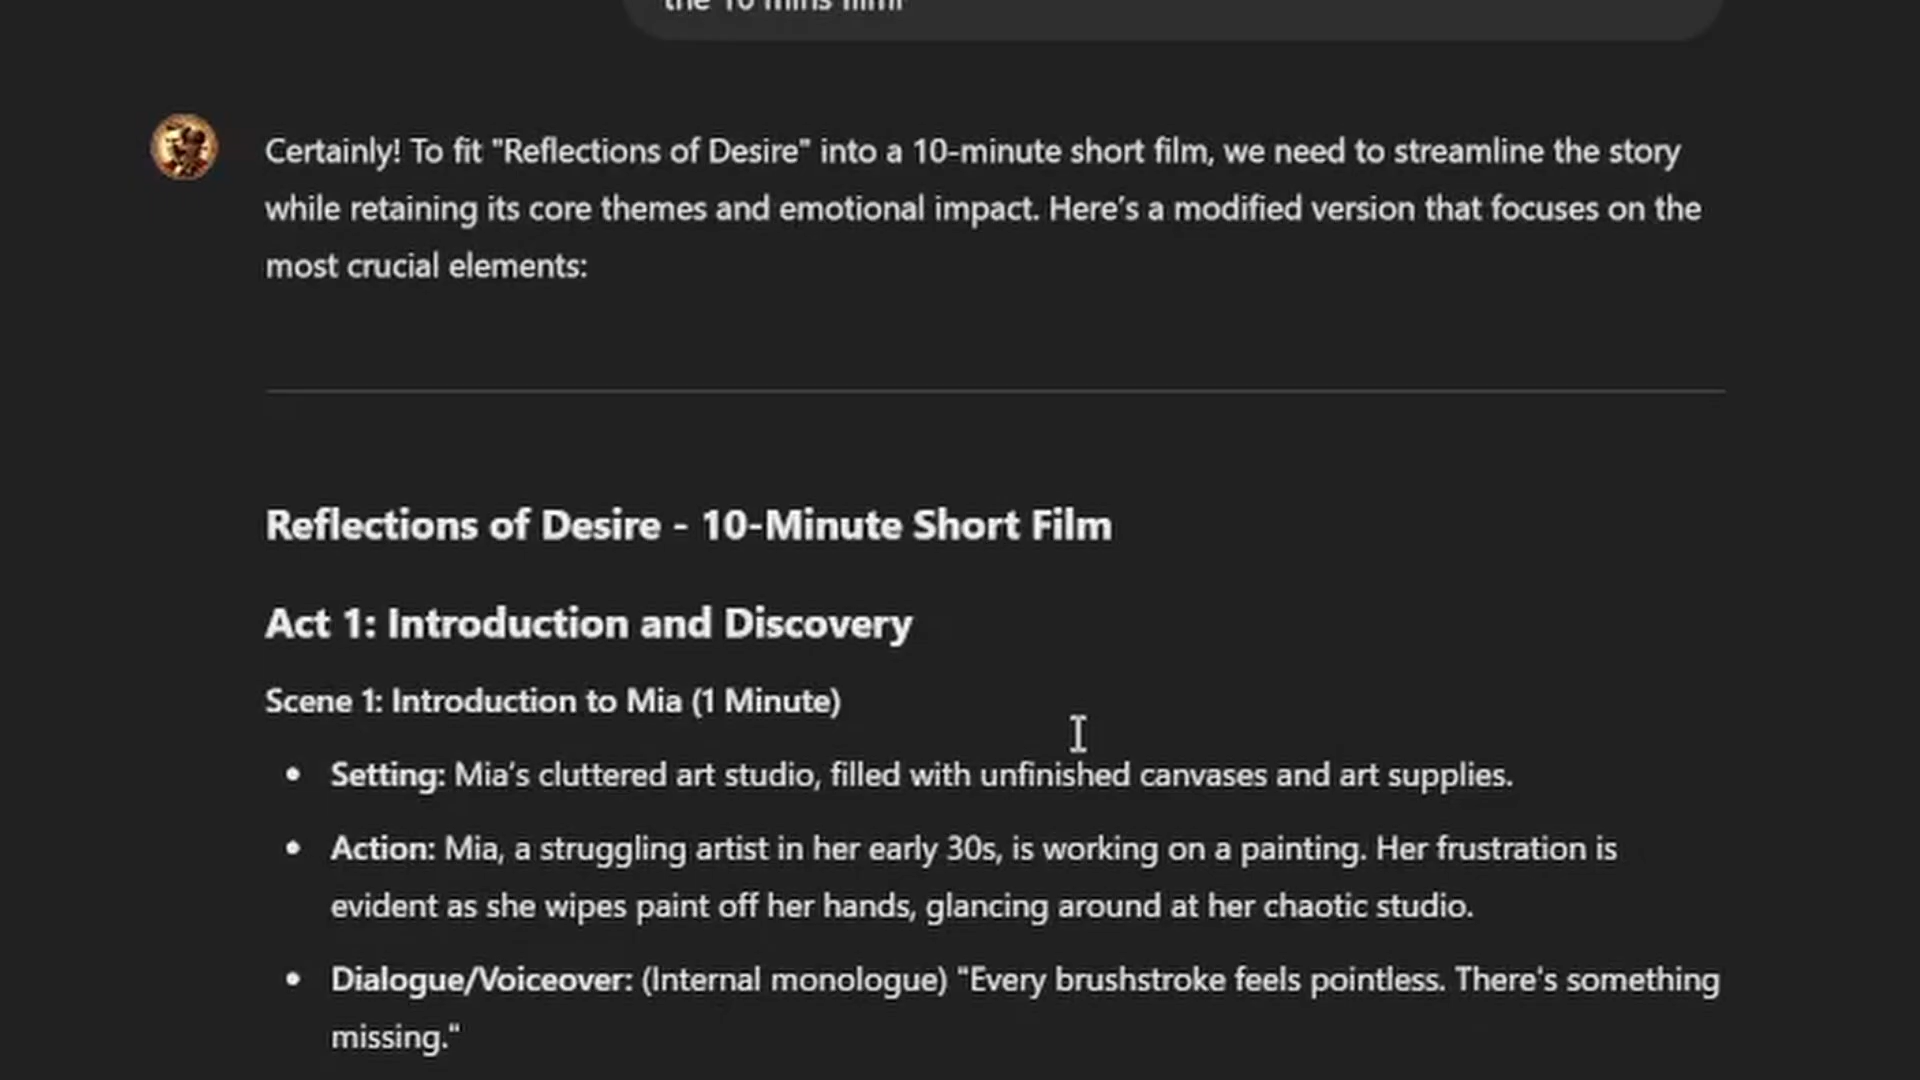 the 10 mins film
Certainly! To fit "Reflections of Desire" into a 10-minute short film, we need to streamline the story
while retaining its core themes and emotional impact. Here's a modified version that focuses on the
most crucial elements:
Reflections of Desire - 10-Minute Short Film
Act 1: Introduction and Discovery
Scene 1: Introduction to Mia (1 Minute)
• Setting: Mia's cluttered art studio, filled with unfinished canvases and art supplies.
• Action: Mia, a struggling artist in her early 30s, is working on a painting. Her frustration is
evident as she wipes paint off her hands, glancing around at her chaotic studio.
• Dialogue/Voiceover: (Internal monologue) "Every brushstroke feels pointless. There's something
missing."